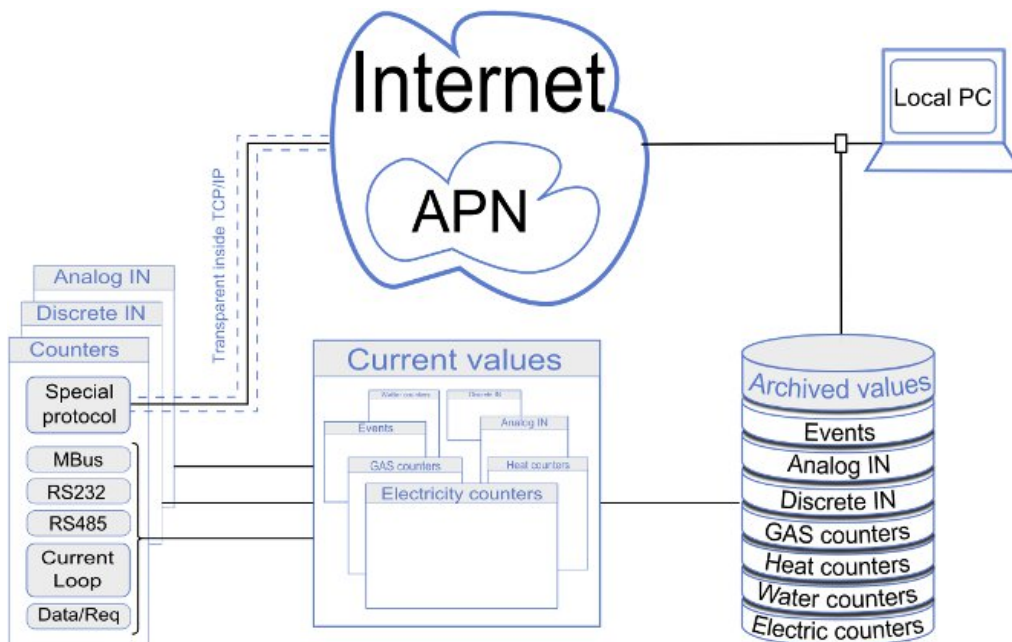 Internet
APN
Local PC
Transparent inside TCP/IP
Analog IN
Discrete IN
Counters
Special
protocol
MBus
RS232
RS485
Current
Loop
Data/Req
Current values
Water counters
Discrete IN
Events
Analog IN
GAS counters
Heat counters
Electricity counters
Archived values
Events
Analog IN
Discrete IN
GAS counters
Heat counters
Water counters
Electric counters